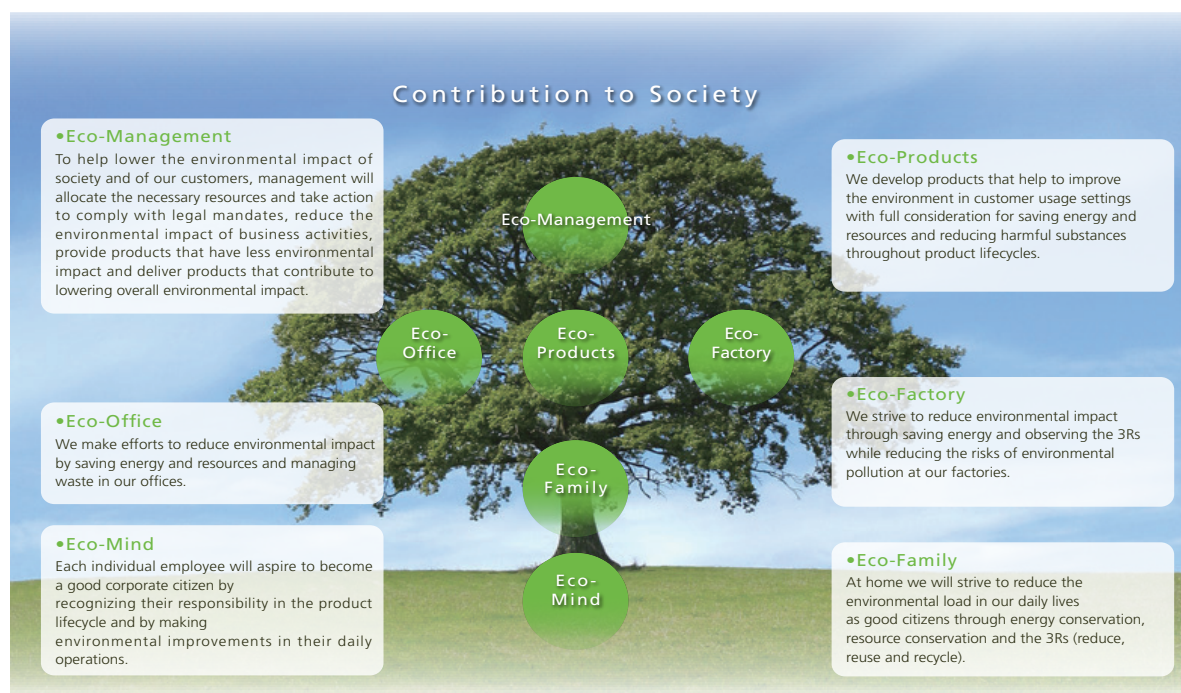 Contribution to Society
•Eco-Management
To help lower the environmental impact of
society and of our customers, management will
allocate the necessary resources and take action
to comply with legal mandates, reduce the
environmental impact of business activities,
provide products that have less environmental
impact and deliver products that contribute to
lowering overall environmental impact.
•Eco-Office
We make efforts to reduce environmental impact
by saving energy and resources and managing
waste in our offices.
•Eco-Mind
Each individual employee will aspire to become
a good corporate citizen by
recognizing their responsibility in the product
lifecycle and by making
environmental improvements in their daily
operations.
Eco-Management
Eco-
Office
Eco-
Products
Eco-
Factory
Eco-
Family
Eco-
Mind
•Eco-Products
We develop products that help to improve
the environment in customer usage settings
with full consideration for saving energy and
resources and reducing harmful substances
throughout product lifecycles.
•Eco-Factory
We strive to reduce environmental impact
through saving energy and observing the 3Rs
while reducing the risks of environmental
pollution at our factories.
•Eco-Family
At home we will strive to reduce the
environmental load in our daily lives
as good citizens through energy conservation,
resource conservation and the 3Rs (reduce,
reuse and recycle).